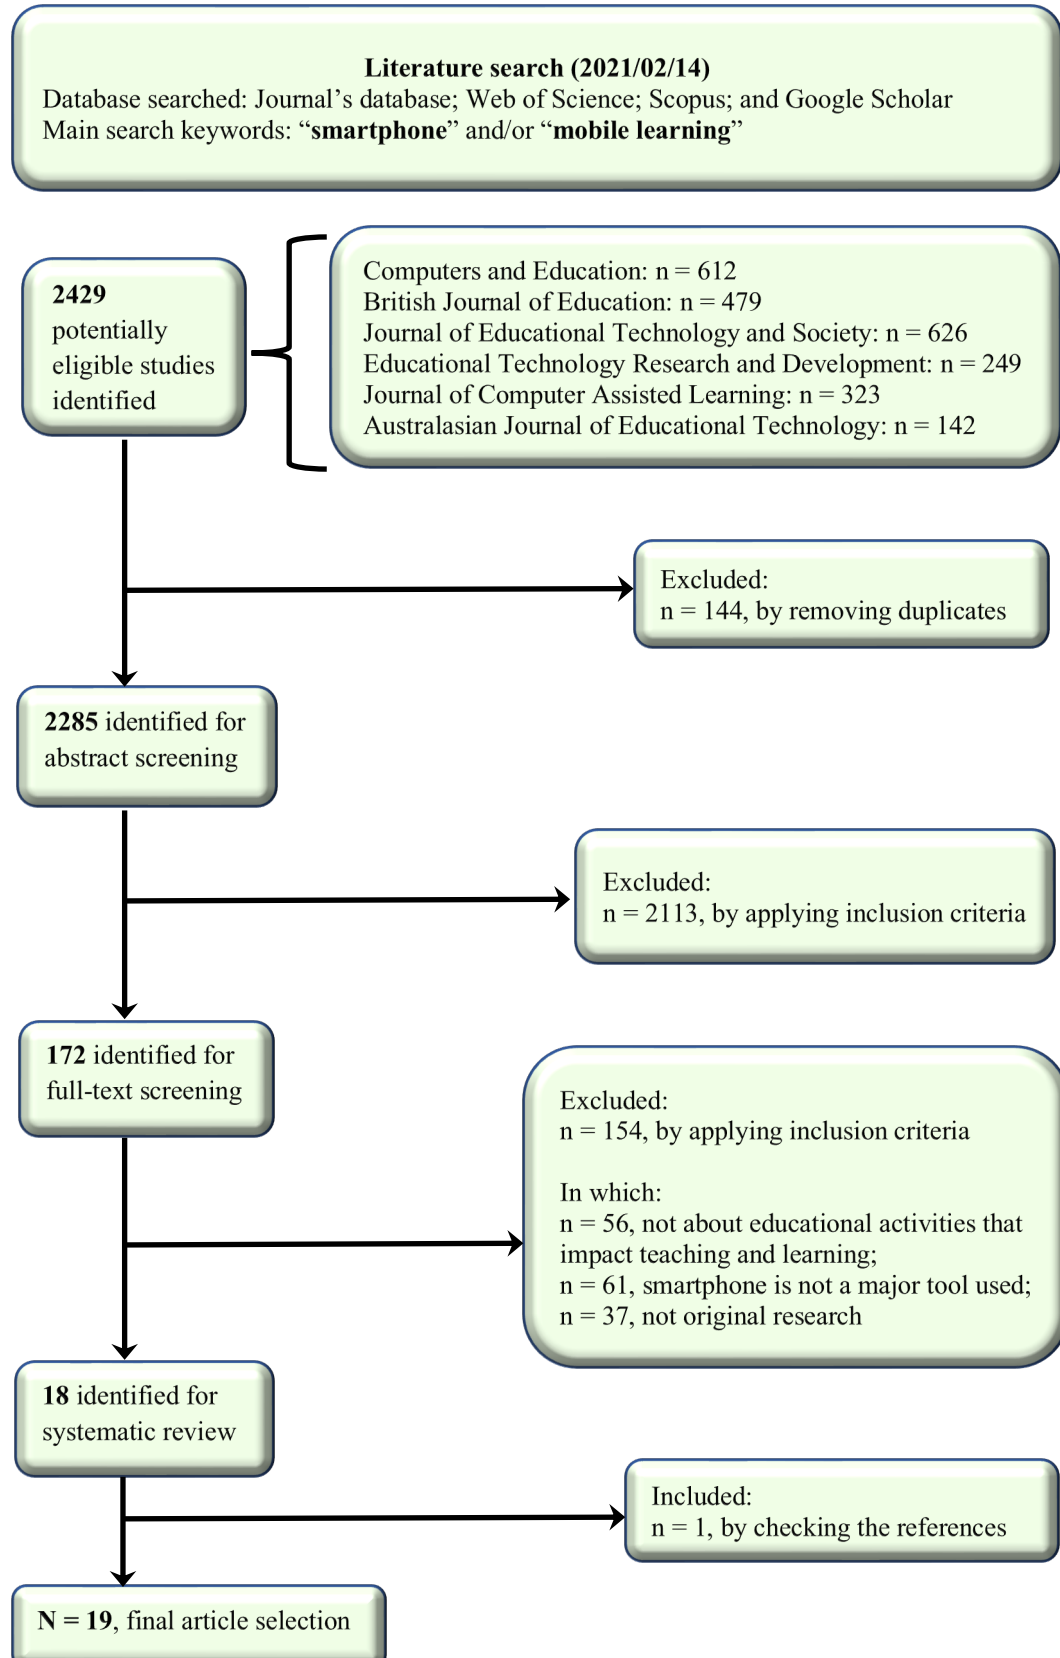 Literature search (2021/02/14)
Database searched: Journal’s database; Web of Science; Scopus; and Google Scholar
Main search keywords: “smartphone” and/or “mobile learning”
2429
potentially
eligible studies
identified
Computers and Education: n = 612
British Journal of Education: n = 479
Journal of Educational Technology and Society: n = 626
Educational Technology Research and Development: n = 249
Journal of Computer Assisted Learning: n = 323
Australasian Journal of Educational Technology: n = 142
Excluded:
n = 144, by removing duplicates
2285 identified for
abstract screening
Excluded:
n = 2113, by applying inclusion criteria
172 identified for
full-text screening
Excluded:
n = 154, by applying inclusion criteria
In which:
n = 56, not about educational activities that
impact teaching and learning;
n = 61, smartphone is not a major tool used;
n = 37, not original research
18 identified for
systematic review
Included:
n = 1, by checking the references
N = 19, final article selection